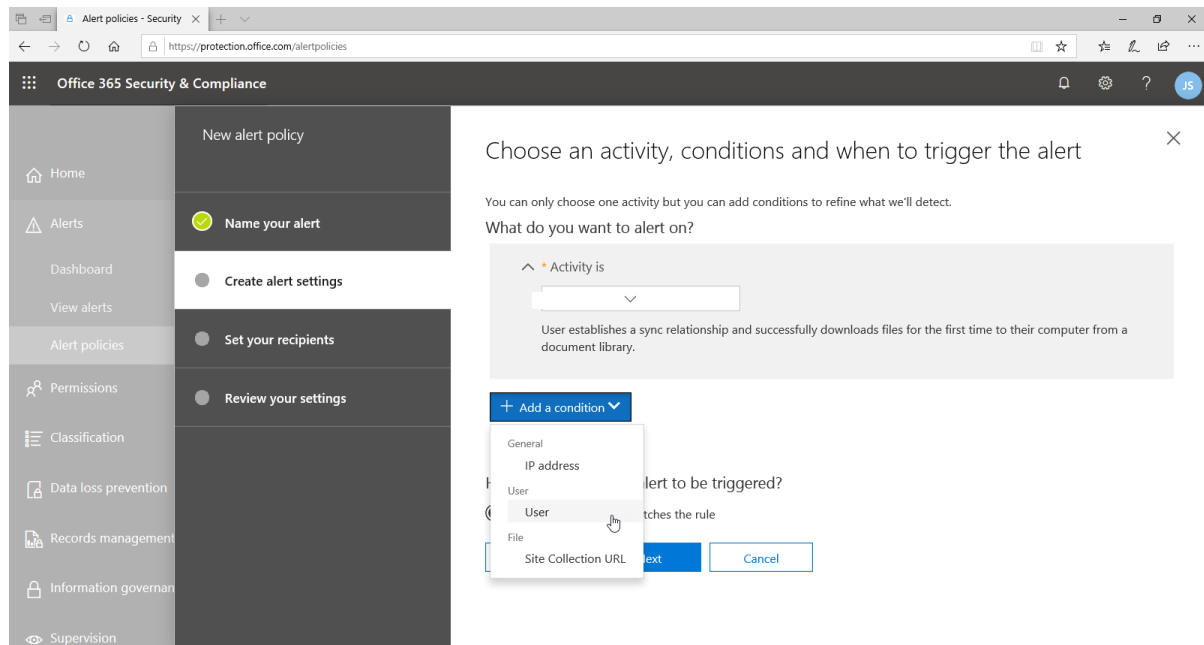 Alert policies - Security
https://protection.office.com/alertpolicies
Office 365 Security & Compliance
JS
Home
Alerts
Dashboard
View alerts
Alert policies
Permissions
Classification
Data loss prevention
Records management
Information governan
Supervision
New alert policy
Name your alert
Create alert settings
Set your recipients
Review your settings
Choose an activity, conditions and when to trigger the alert
You can only choose one activity but you can add conditions to refine what we'll detect.
What do you want to alert on?
* Activity is
User establishes a sync relationship and successfully downloads files for the first time to their computer from a
document library.
+ Add a condition
General
IP address
User
User
File
Site Collection URL
alert to be triggered?
the rule
Cancel